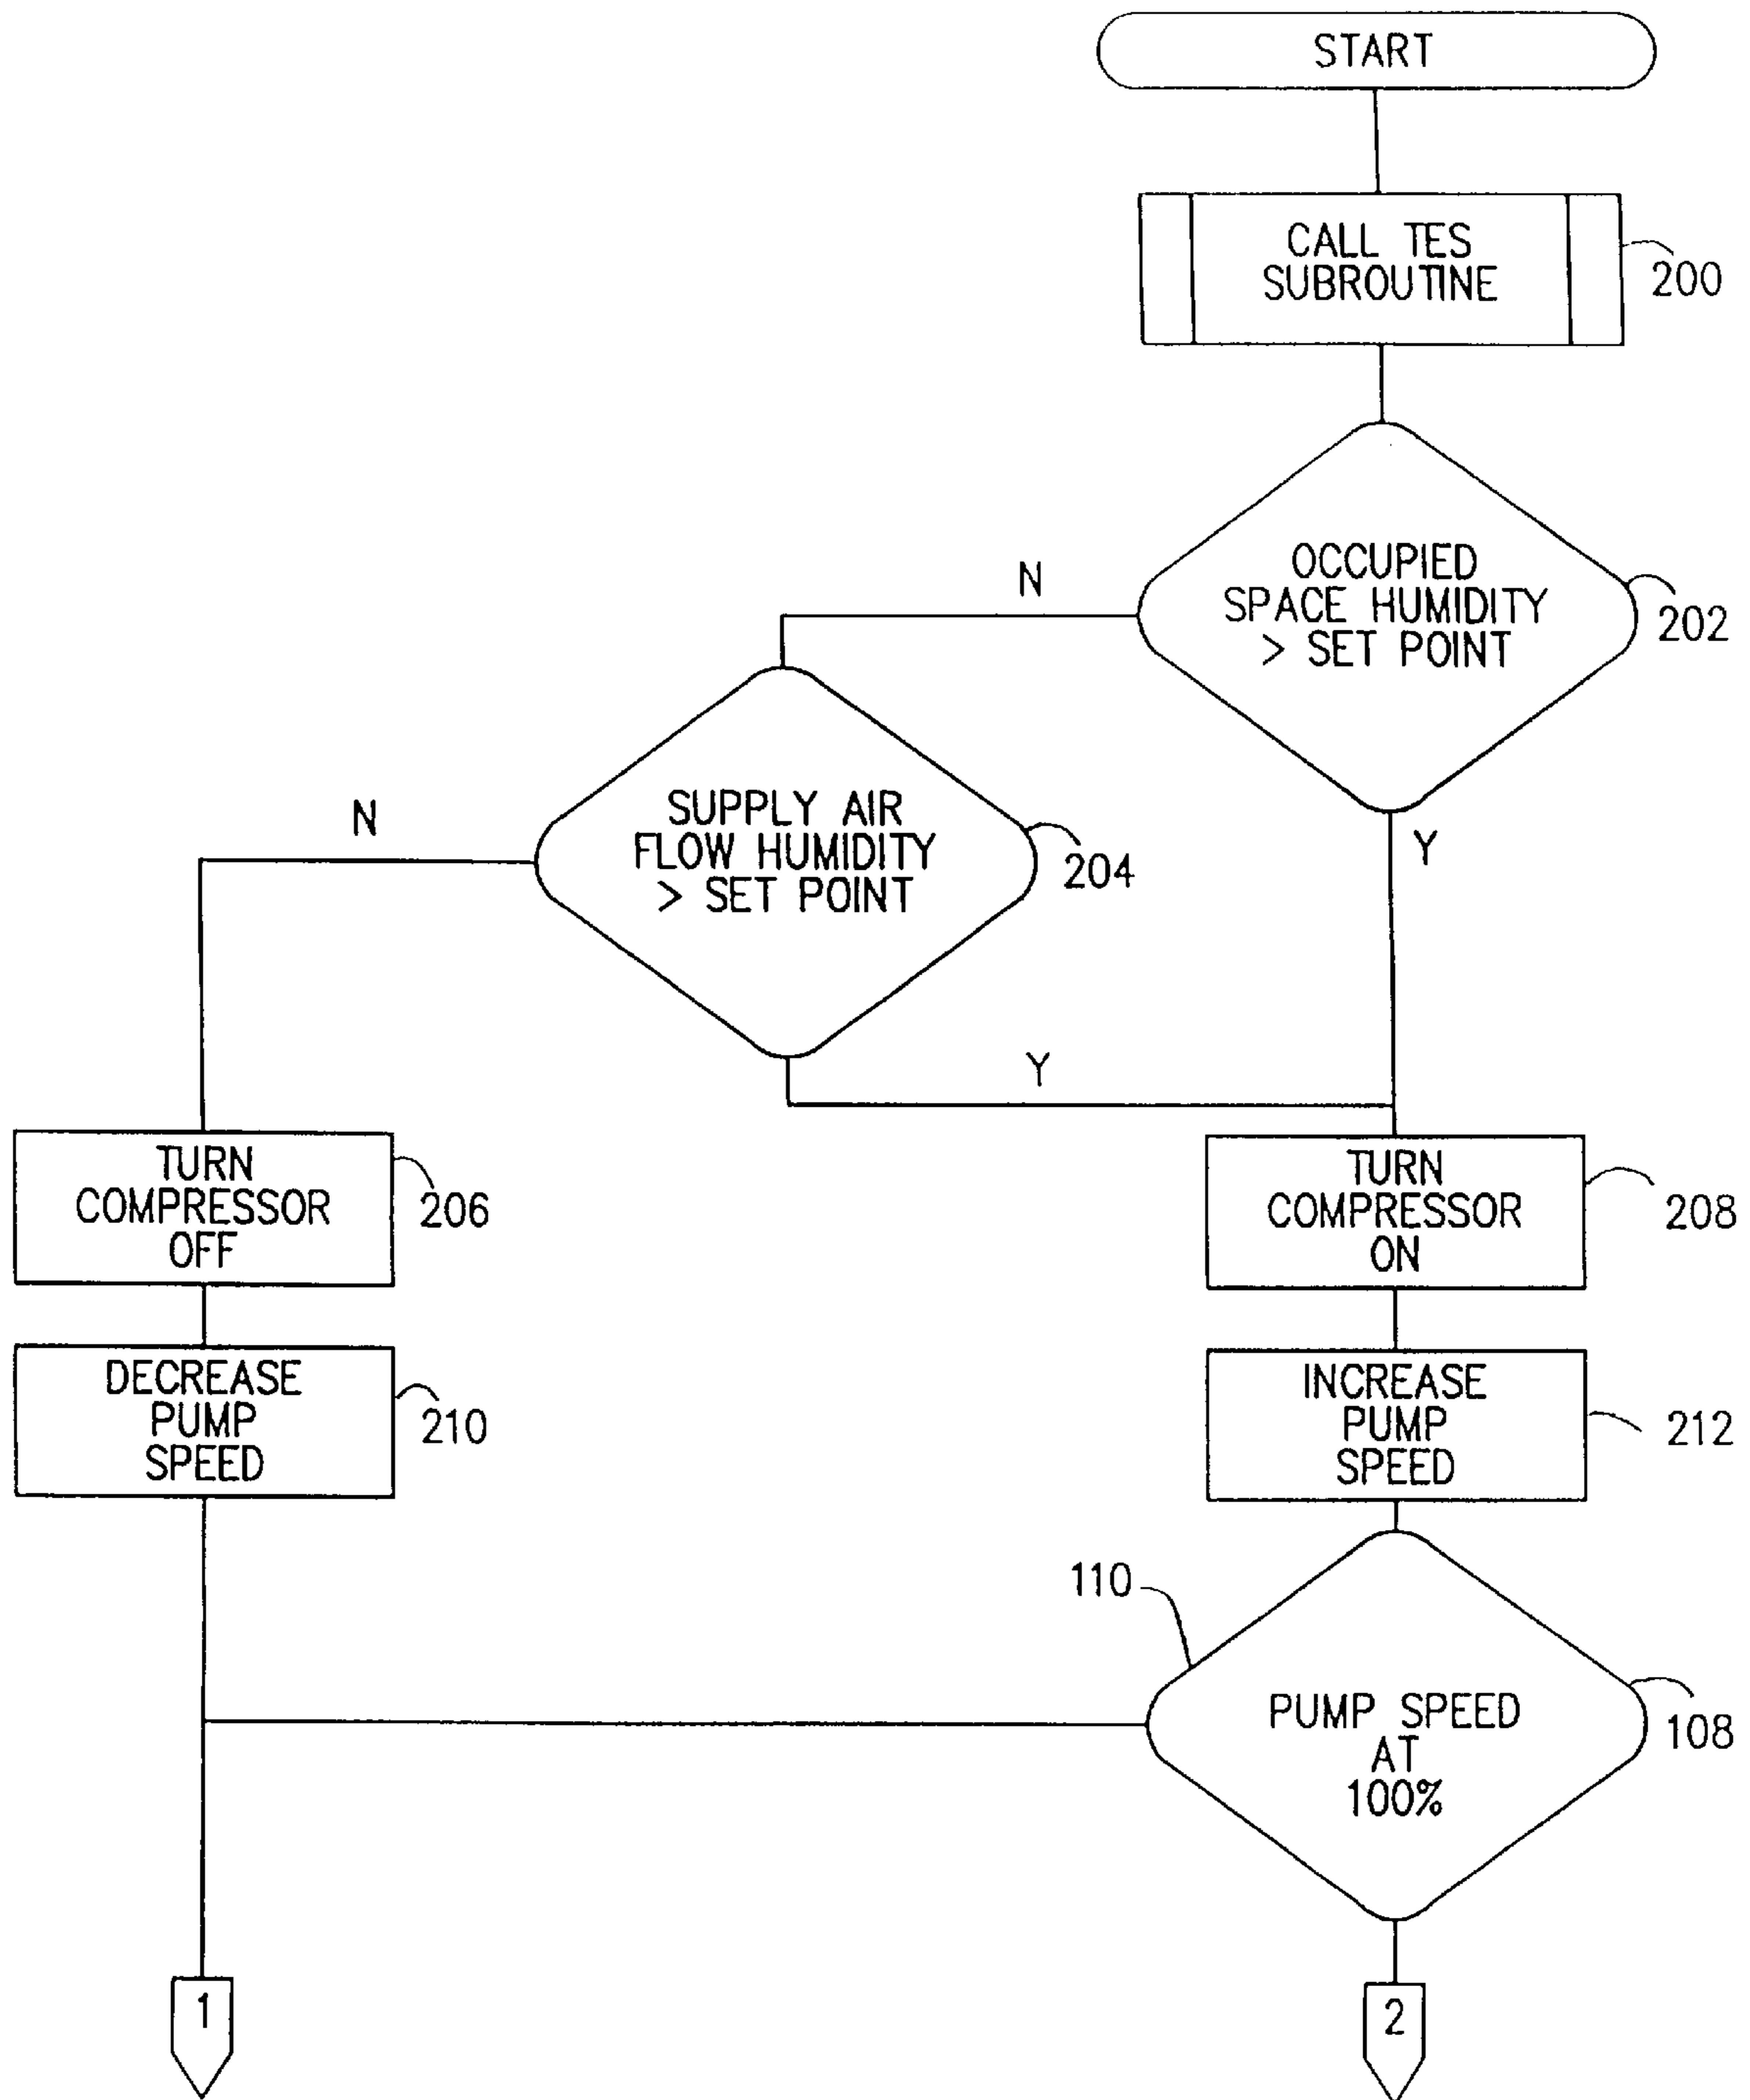 START
CALL TES
SUBROUTINE
200
OCCUPIED
SPACE HUMIDITY
> SET POINT
202
N
Y
SUPPLY AIR
FLOW HUMIDITY
> SET POINT
204
N
Y
TURN
COMPRESSOR
OFF
206
TURN
COMPRESSOR
ON
208
DECREASE
PUMP
SPEED
210
INCREASE
PUMP
SPEED
212
110
PUMP SPEED
AT
100%
108
1
2